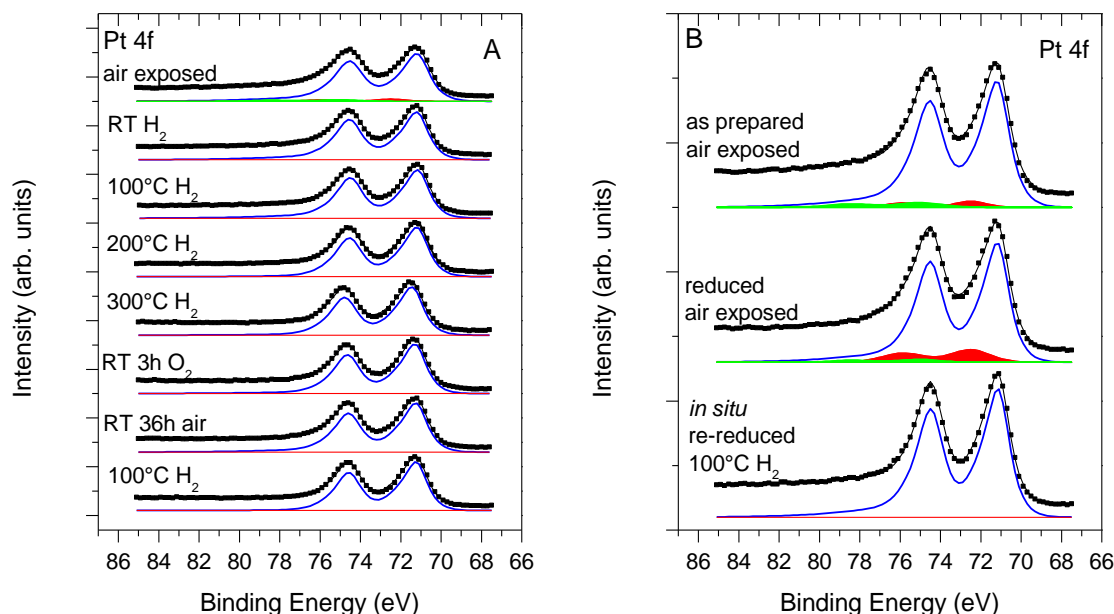 Pt 4f
A
air exposed
RT H₂
100°C H₂
200°C H₂
300°C H₂
RT 3h O₂
RT 36h air
100°C H₂
Intensity (arb. units)
86 84 82 80 78 76 74 72 70 68 66
Binding Energy (eV)
B
Pt 4f
as prepared
air exposed
reduced
air exposed
in situ
re-reduced
100°C H₂
Intensity (arb. units)
86 84 82 80 78 76 74 72 70 68 66
Binding Energy (eV)